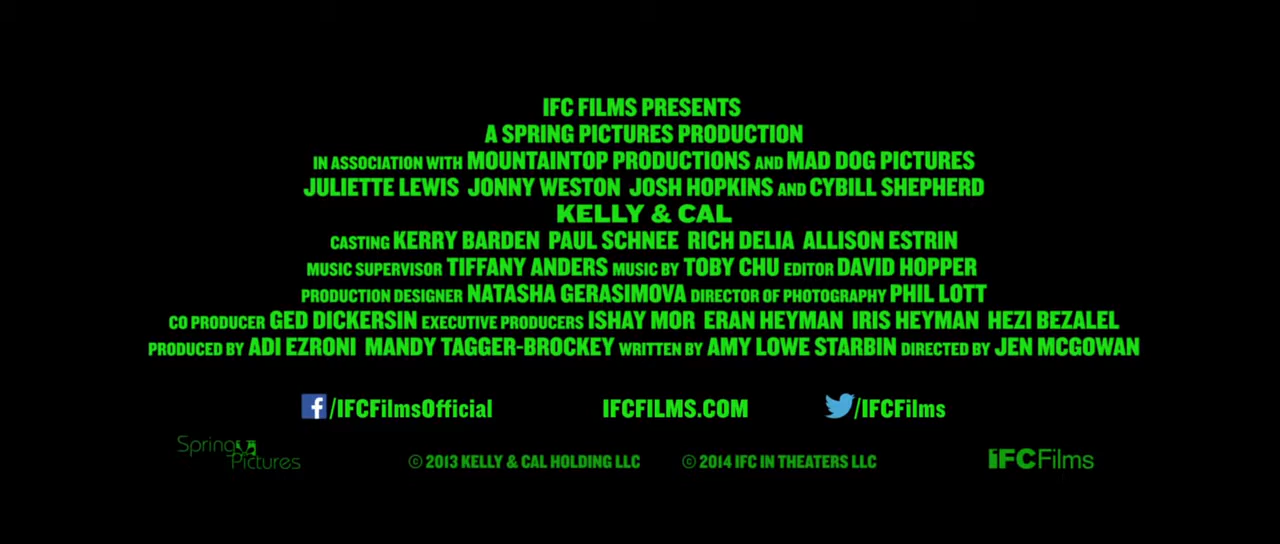 IFC FILMS PRESENTS
A SPRING PICTURES PRODUCTION
IN ASSOCIATION WITH MOUNTAINTOP PRODUCTIONS AND MAD DOG PICTURES
JULIETTE LEWIS JONNY WESTON JOSH HOPKINS AND CYBILL SHEPHERD
KELLY & CAL
CASTING KERRY BARDEN PAUL SCHNEE RICH DELIA ALLISON ESTRIN
MUSIC SUPERVISOR TIFFANY ANDERS MUSIC BY TOBY CHU EDITOR DAVID HOPPER
PRODUCTION DESIGNER NATASHA GERASIMOVA DIRECTOR OF PHOTOGRAPHY PHIL LOTT
CO PRODUCER GED DICKERSIN EXECUTIVE PRODUCERS ISHAY MOR ERAN HEYMAN IRIS HEYMAN HEZI BEZALEL
PRODUCED BY ADI EZRONI MANDY TAGGER-BROCKEY WRITTEN BY AMY LOWE STARBIN DIRECTED BY JEN MCGOWAN
f/IFCFilmsOfficial IFCFILMS.COM /IFCFilms
Spring Pictures © 2013 KELLY & CAL HOLDING LLC © 2014 IFC IN THEATERS LLC IFCFilms